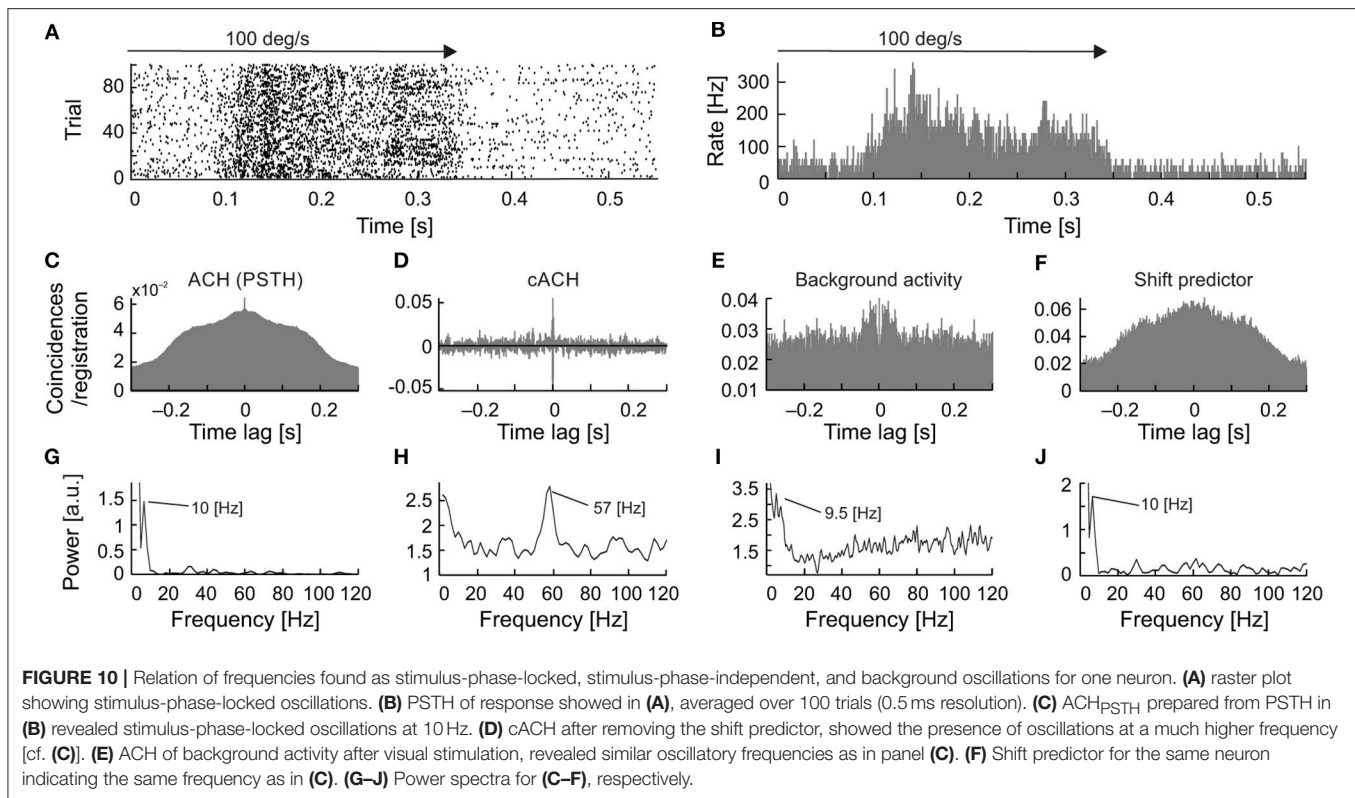 A
100 deg/s
Trial
80
40
0
0 0.1 0.2 0.3 0.4 0.5
Time [s]
B
100 deg/s
Rate [Hz]
300
200
100
0
0 0.1 0.2 0.3 0.4 0.5
Time [s]
C
ACH (PSTH)
×10⁻²
Coincidences
/registration
6
4
2
0
−0.2 0 0.2
Time lag [s]
D
cACH
0.05
0
-0.05
−0.2 0 0.2
Time lag [s]
E
Background activity
0.04
0.03
0.02
0.01
−0.2 0 0.2
Time lag [s]
F
Shift predictor
0.06
0.04
0.02
0
−0.2 0 0.2
Time lag [s]
G
Power [a.u.]
1.5
1
0.5
0
10 [Hz]
0 20 40 60 80 100 120
Frequency [Hz]
H
2.5
2
1.5
1
57 [Hz]
0 20 40 60 80 100 120
Frequency [Hz]
I
3.5
2.5
1.5
9.5 [Hz]
0 20 40 60 80 100 120
Frequency [Hz]
J
2
1
0
10 [Hz]
0 20 40 60 80 100 120
Frequency [Hz]
FIGURE 10 | Relation of frequencies found as stimulus-phase-locked, stimulus-phase-independent, and background oscillations for one neuron. (A) raster plot
showing stimulus-phase-locked oscillations. (B) PSTH of response showed in (A), averaged over 100 trials (0.5 ms resolution). (C) ACH_PSTH prepared from PSTH in
(B) revealed stimulus-phase-locked oscillations at 10 Hz. (D) cACH after removing the shift predictor, showed the presence of oscillations at a much higher frequency
[cf. (C)]. (E) ACH of background activity after visual stimulation, revealed similar oscillatory frequencies as in panel (C). (F) Shift predictor for the same neuron
indicating the same frequency as in (C). (G–J) Power spectra for (C–F), respectively.